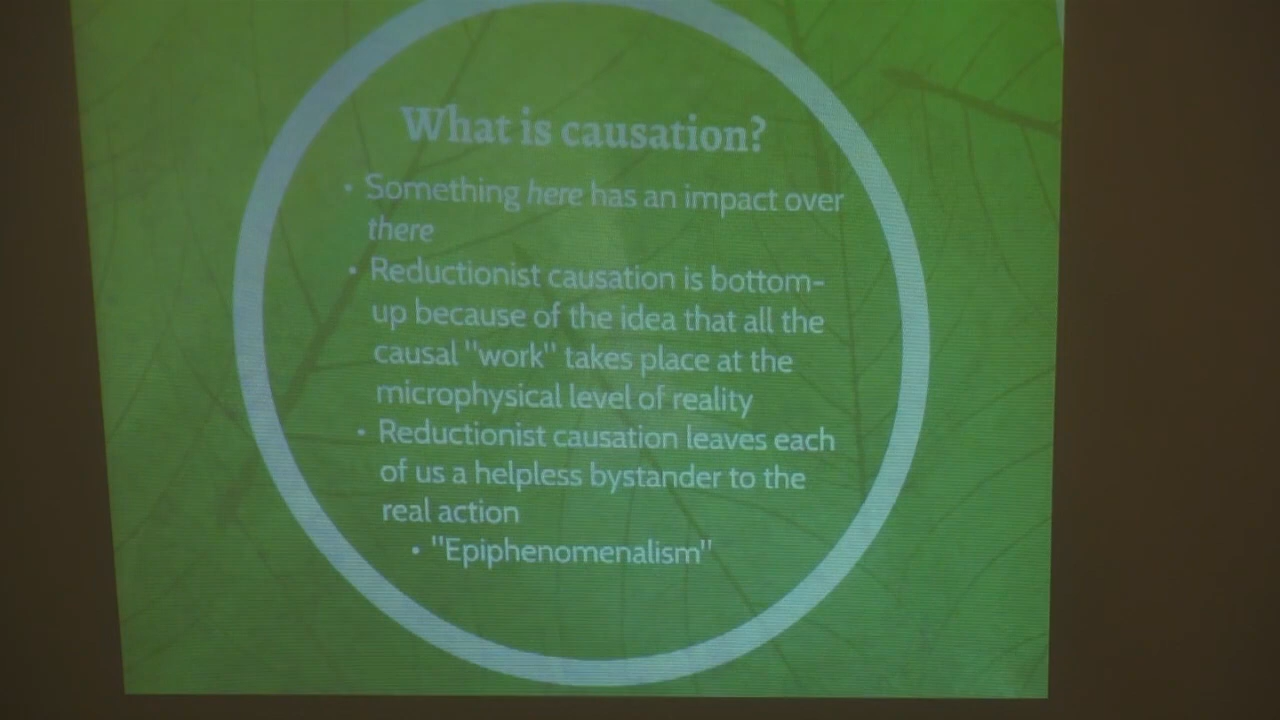 What is causation?
• Something here has an impact over
there
• Reductionist causation is bottom-
up because of the idea that all the
causal "work" takes place at the
microphysical level of reality
• Reductionist causation leaves each
of us a helpless bystander to the
real action
• "Epiphenomenalism"